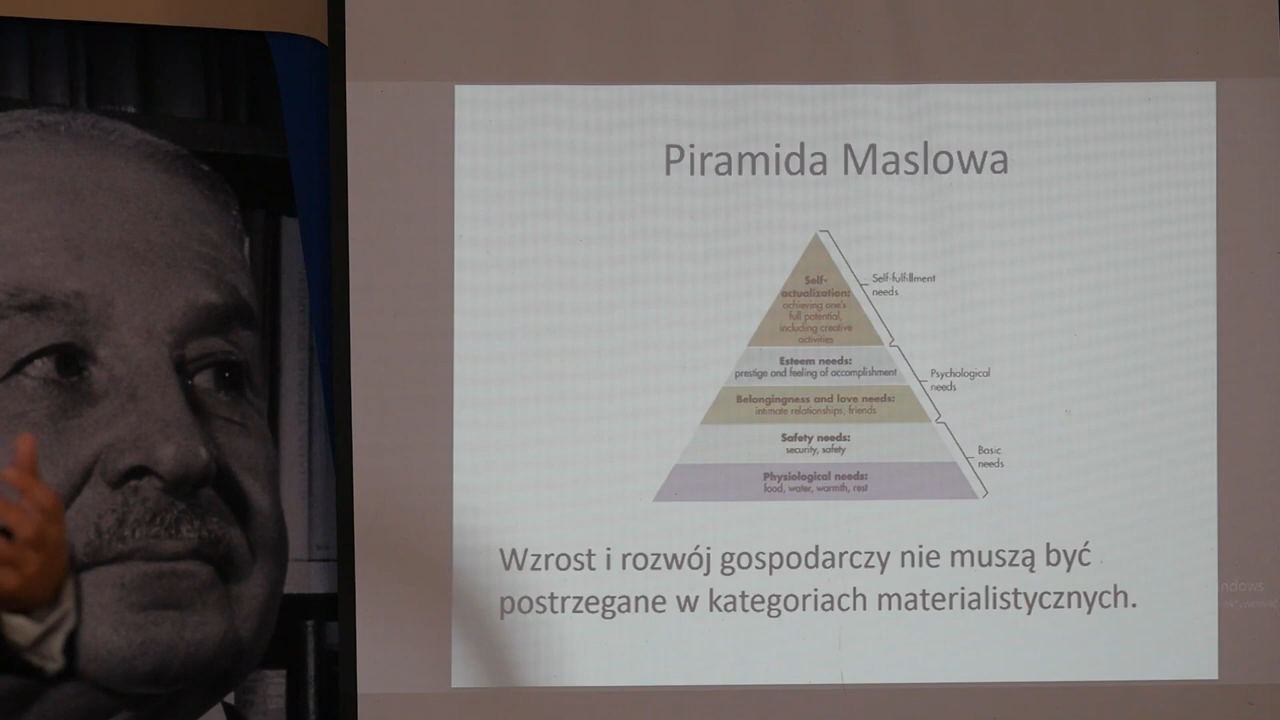 Piramida Maslowa
Self-
actualization:
achieving one's
full potential,
including creative
activities
Self-fulfillment
needs
Esteem needs:
prestige and feeling of accomplishment
Psychological
needs
Belongingness and love needs:
intimate relationships, friends
Safety needs:
security, safety
Basic
needs
Physiological needs:
food, water, warmth, rest
Wzrost i rozwój gospodarczy nie muszą być
postrzegane w kategoriach materialistycznych.